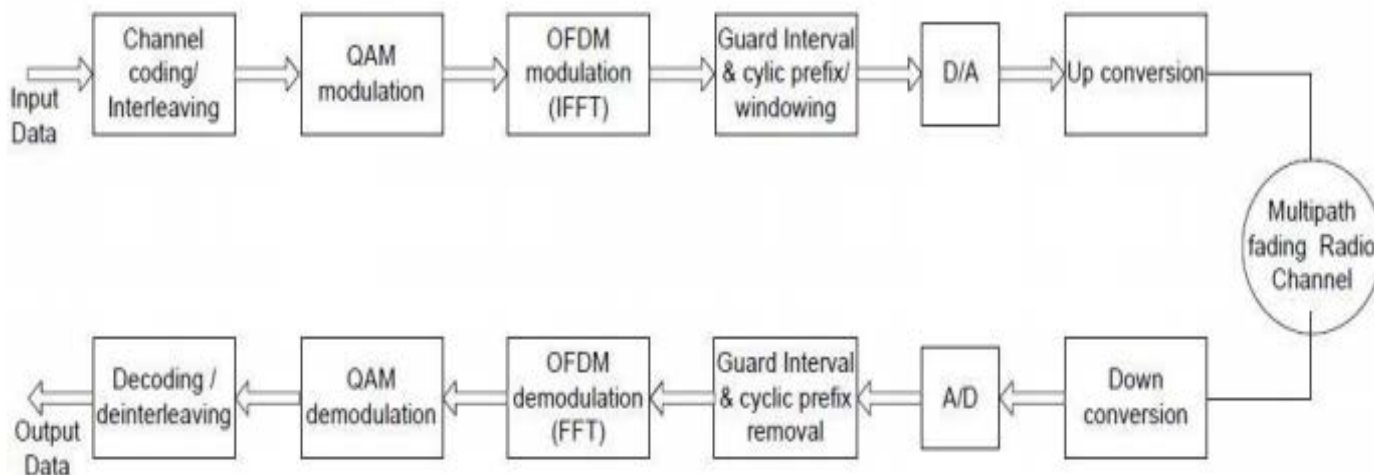 Input
Data
Channel
coding/
Interleaving
QAM
modulation
OFDM
modulation
(IFFT)
Guard Interval
& cylic prefix/
windowing
D/A
Up conversion
Multipath
fading Radio
Channel
Down
conversion
A/D
Guard Interval
& cyclic prefix
removal
OFDM
demodulation
(FFT)
QAM
demodulation
Decoding /
deinterleaving
Output
Data